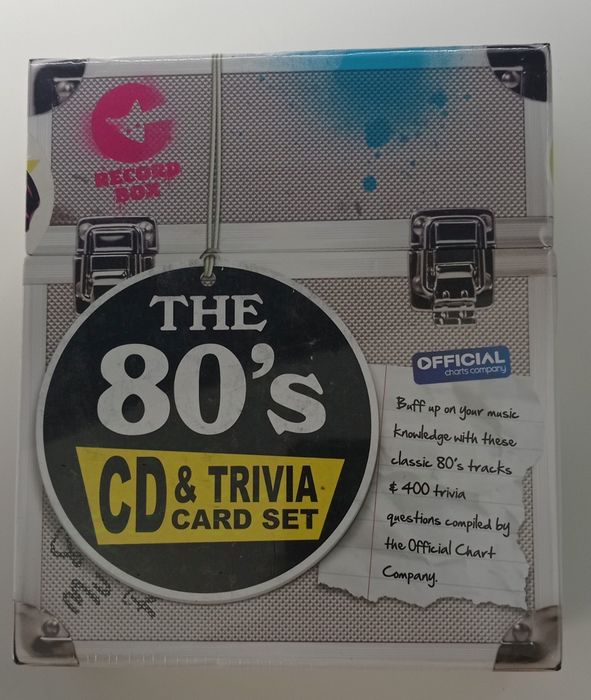 RECORD
BOX
THE
80's
CD & TRIVIA
CARD SET
OFFICIAL
charts company
Buff up on your music
knowledge with these
classic 80's tracks
& 400 trivia
questions compiled by
the Official Chart
Company.